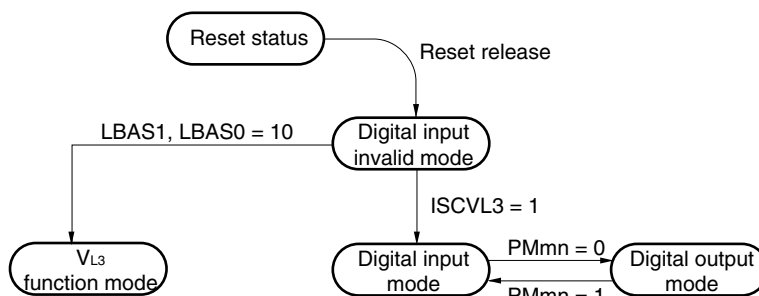 Reset status
Reset release
LBAS1, LBAS0 = 10
Digital input
invalid mode
ISCVL3 = 1
VL3
function mode
Digital input
mode
PMmn = 0
PMmn = 1
Digital output
mode